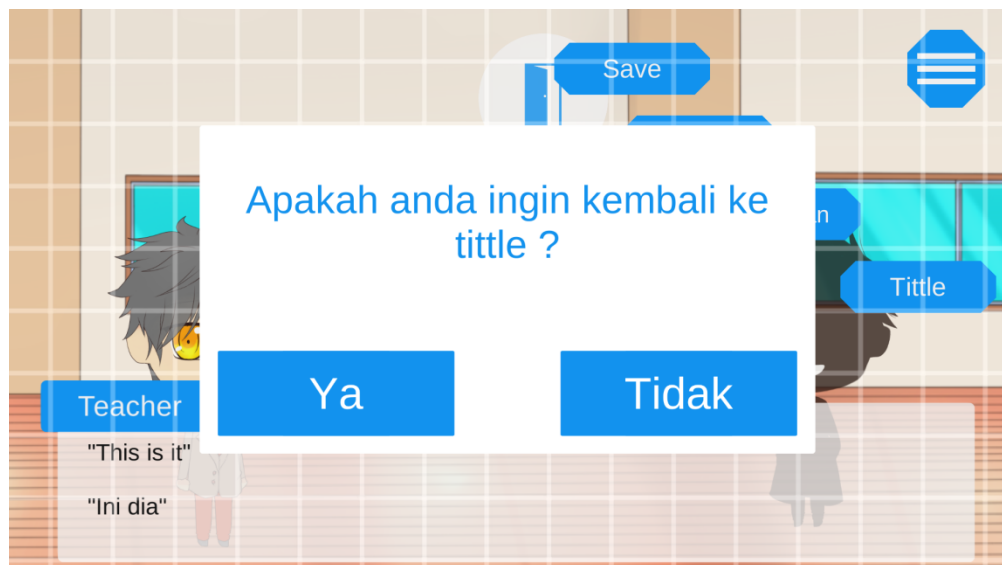 Save
Apakah anda ingin kembali ke
tittle ?
Tittle
Ya
Tidak
Teacher
"This is it"
"Ini dia"